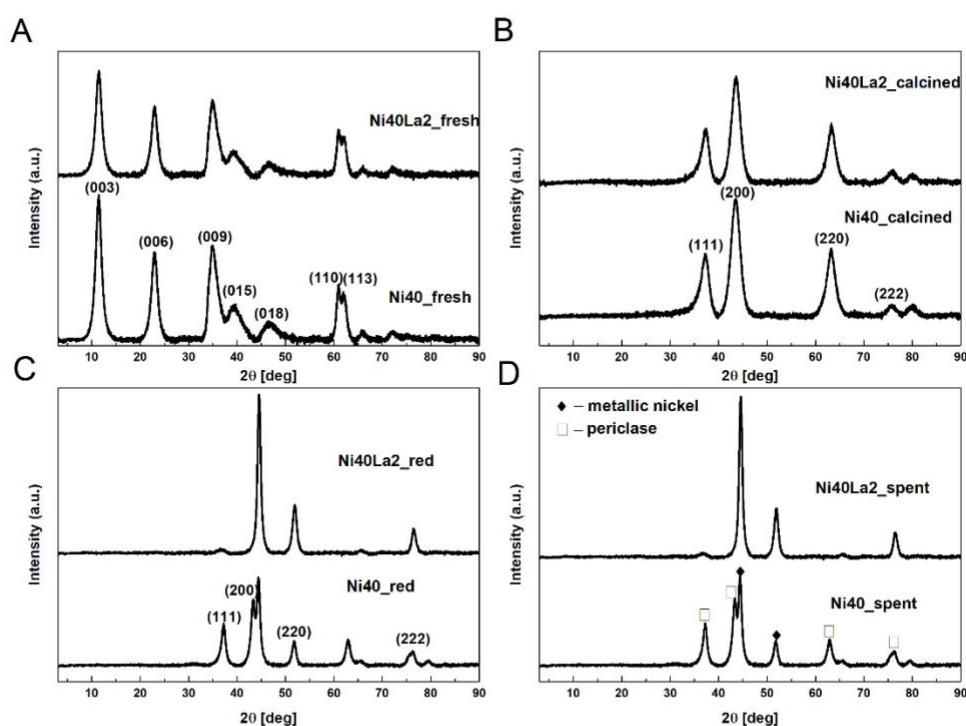 A
Intensity (a.u.)
Ni40La2_fresh
(003)
(006)
(009)
(015)
(018)
(110)
(113)
Ni40_fresh
10 20 30 40 50 60 70 80 90
2θ [deg]
B
Intensity (a.u.)
Ni40La2_calcined
(200)
Ni40_calcined
(111)
(220)
(222)
10 20 30 40 50 60 70 80 90
2θ [deg]
C
Intensity (a.u.)
Ni40La2_red
Ni40_red
(200)
(111)
(220)
(222)
10 20 30 40 50 60 70 80 90
2θ [deg]
D
Intensity (a.u.)
◆ – metallic nickel
□ – periclase
Ni40La2_spent
Ni40_spent
10 20 30 40 50 60 70 80 90
2θ [deg]